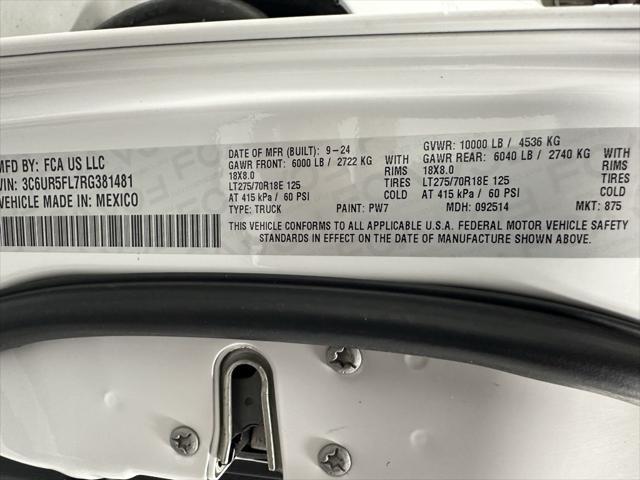 MFD BY: FCA US LLC
VIN: 3C6UR5FL7RG381481
VEHICLE MADE IN: MEXICO
DATE OF MFR (BUILT): 9-24
GAWR FRONT: 6000 LB / 2722 KG WITH
18X8.0 RIMS
LT275/70R18E 125 TIRES
AT 415 kPa / 60 PSI COLD
TYPE: TRUCK PAINT: PW7
GVWR: 10000 LB / 4536 KG
GAWR REAR: 6040 LB / 2740 KG WITH
18X8.0 RIMS
LT275/70R18E 125 TIRES
AT 415 kPa / 60 PSI COLD
MDH: 092514 MKT: 875
THIS VEHICLE CONFORMS TO ALL APPLICABLE U.S.A. FEDERAL MOTOR VEHICLE SAFETY
STANDARDS IN EFFECT ON THE DATE OF MANUFACTURE SHOWN ABOVE.